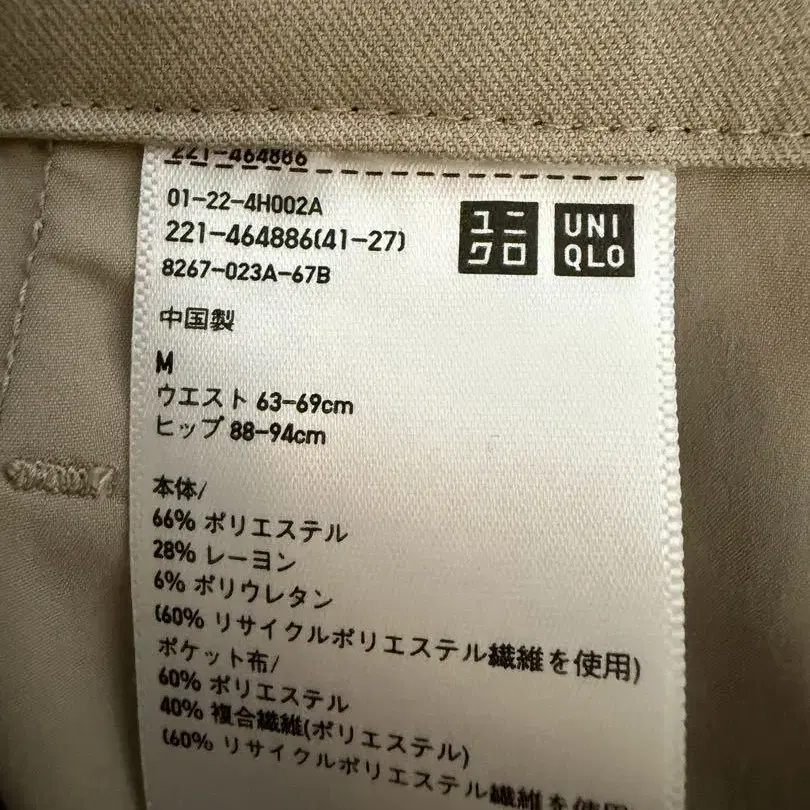 221-464886
01-22-4H002A
221-464886(41-27)
8267-023A-67B
ユニ
クロ
UNI
QLO
中国製
M
ウエスト 63-69cm
ヒップ 88-94cm
本体/
66% ポリエステル
28% レーヨン
6% ポリウレタン
(60% リサイクルポリエステル繊維を使用)
ポケット布/
60% ポリエステル
40% 複合繊維(ポリエステル)
(60% リサイクルポリエステル繊維を使用